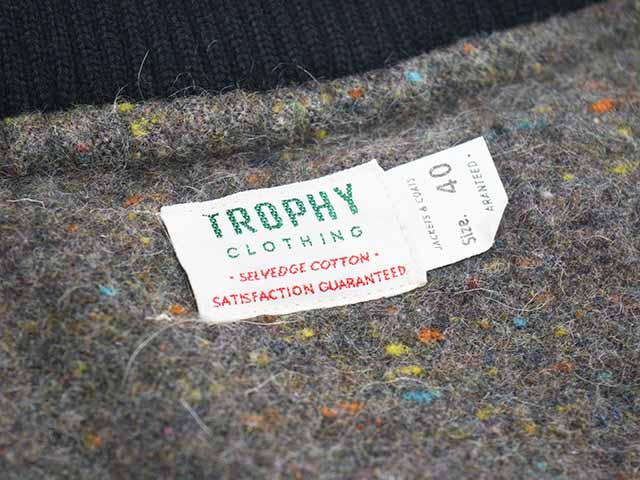 TROPHY
CLOTHING
- SELVEDGE COTTON -
SATISFACTION GUARANTEED
JACKETS & COATS
Size. 40
ARANTEED •